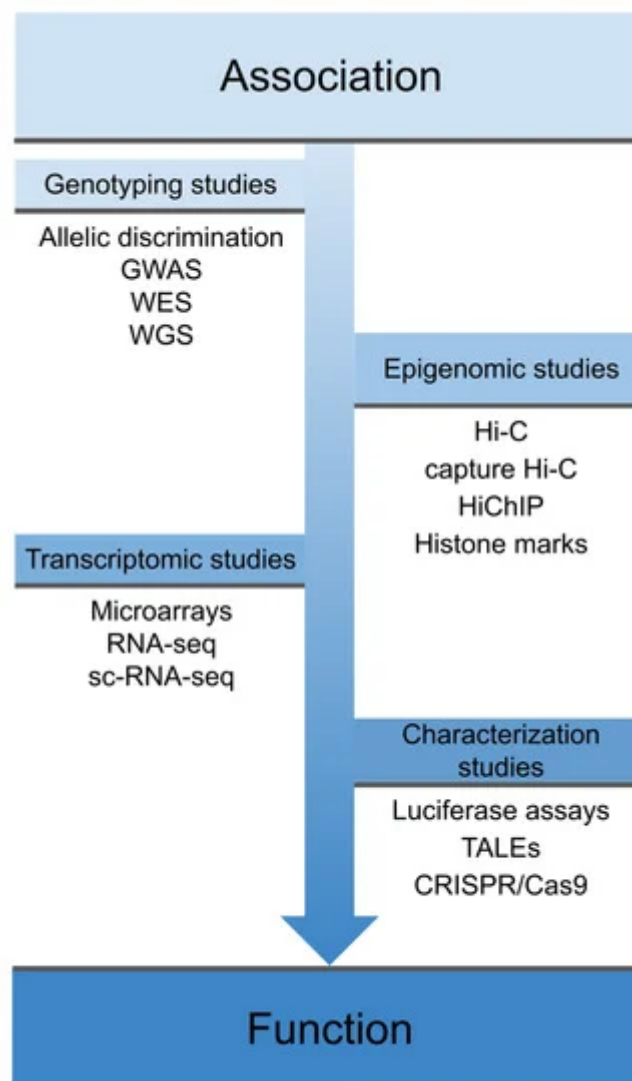 Association
Genotyping studies
Allelic discrimination
GWAS
WES
WGS
Epigenomic studies
Hi-C
capture Hi-C
HiChIP
Histone marks
Transcriptomic studies
Microarrays
RNA-seq
sc-RNA-seq
Characterization
studies
Luciferase assays
TALEs
CRISPR/Cas9
Function